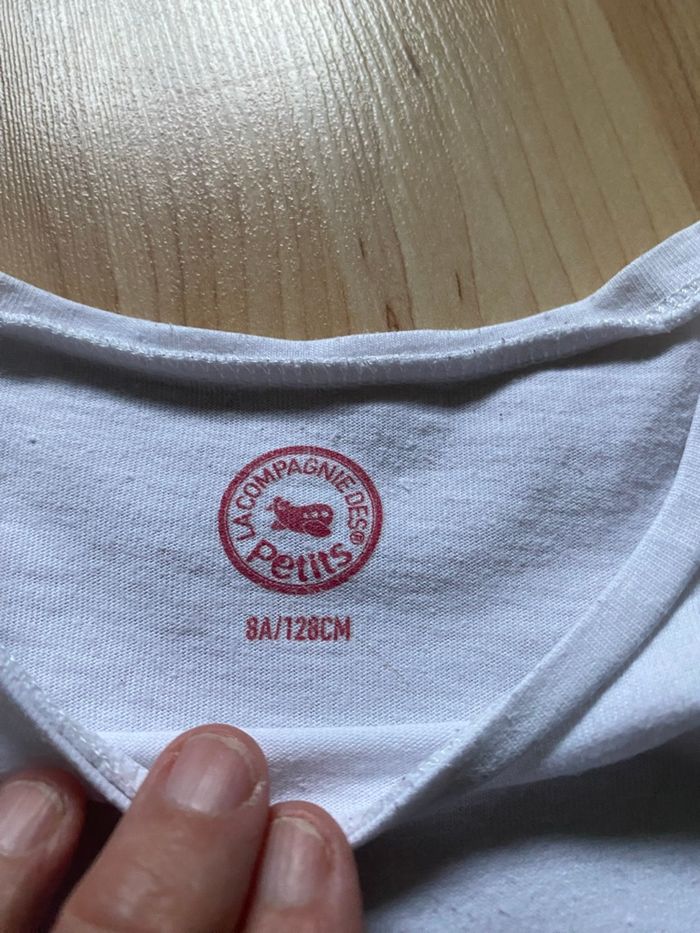 LA COMPAGNIE DES®
Petits
8A/128CM